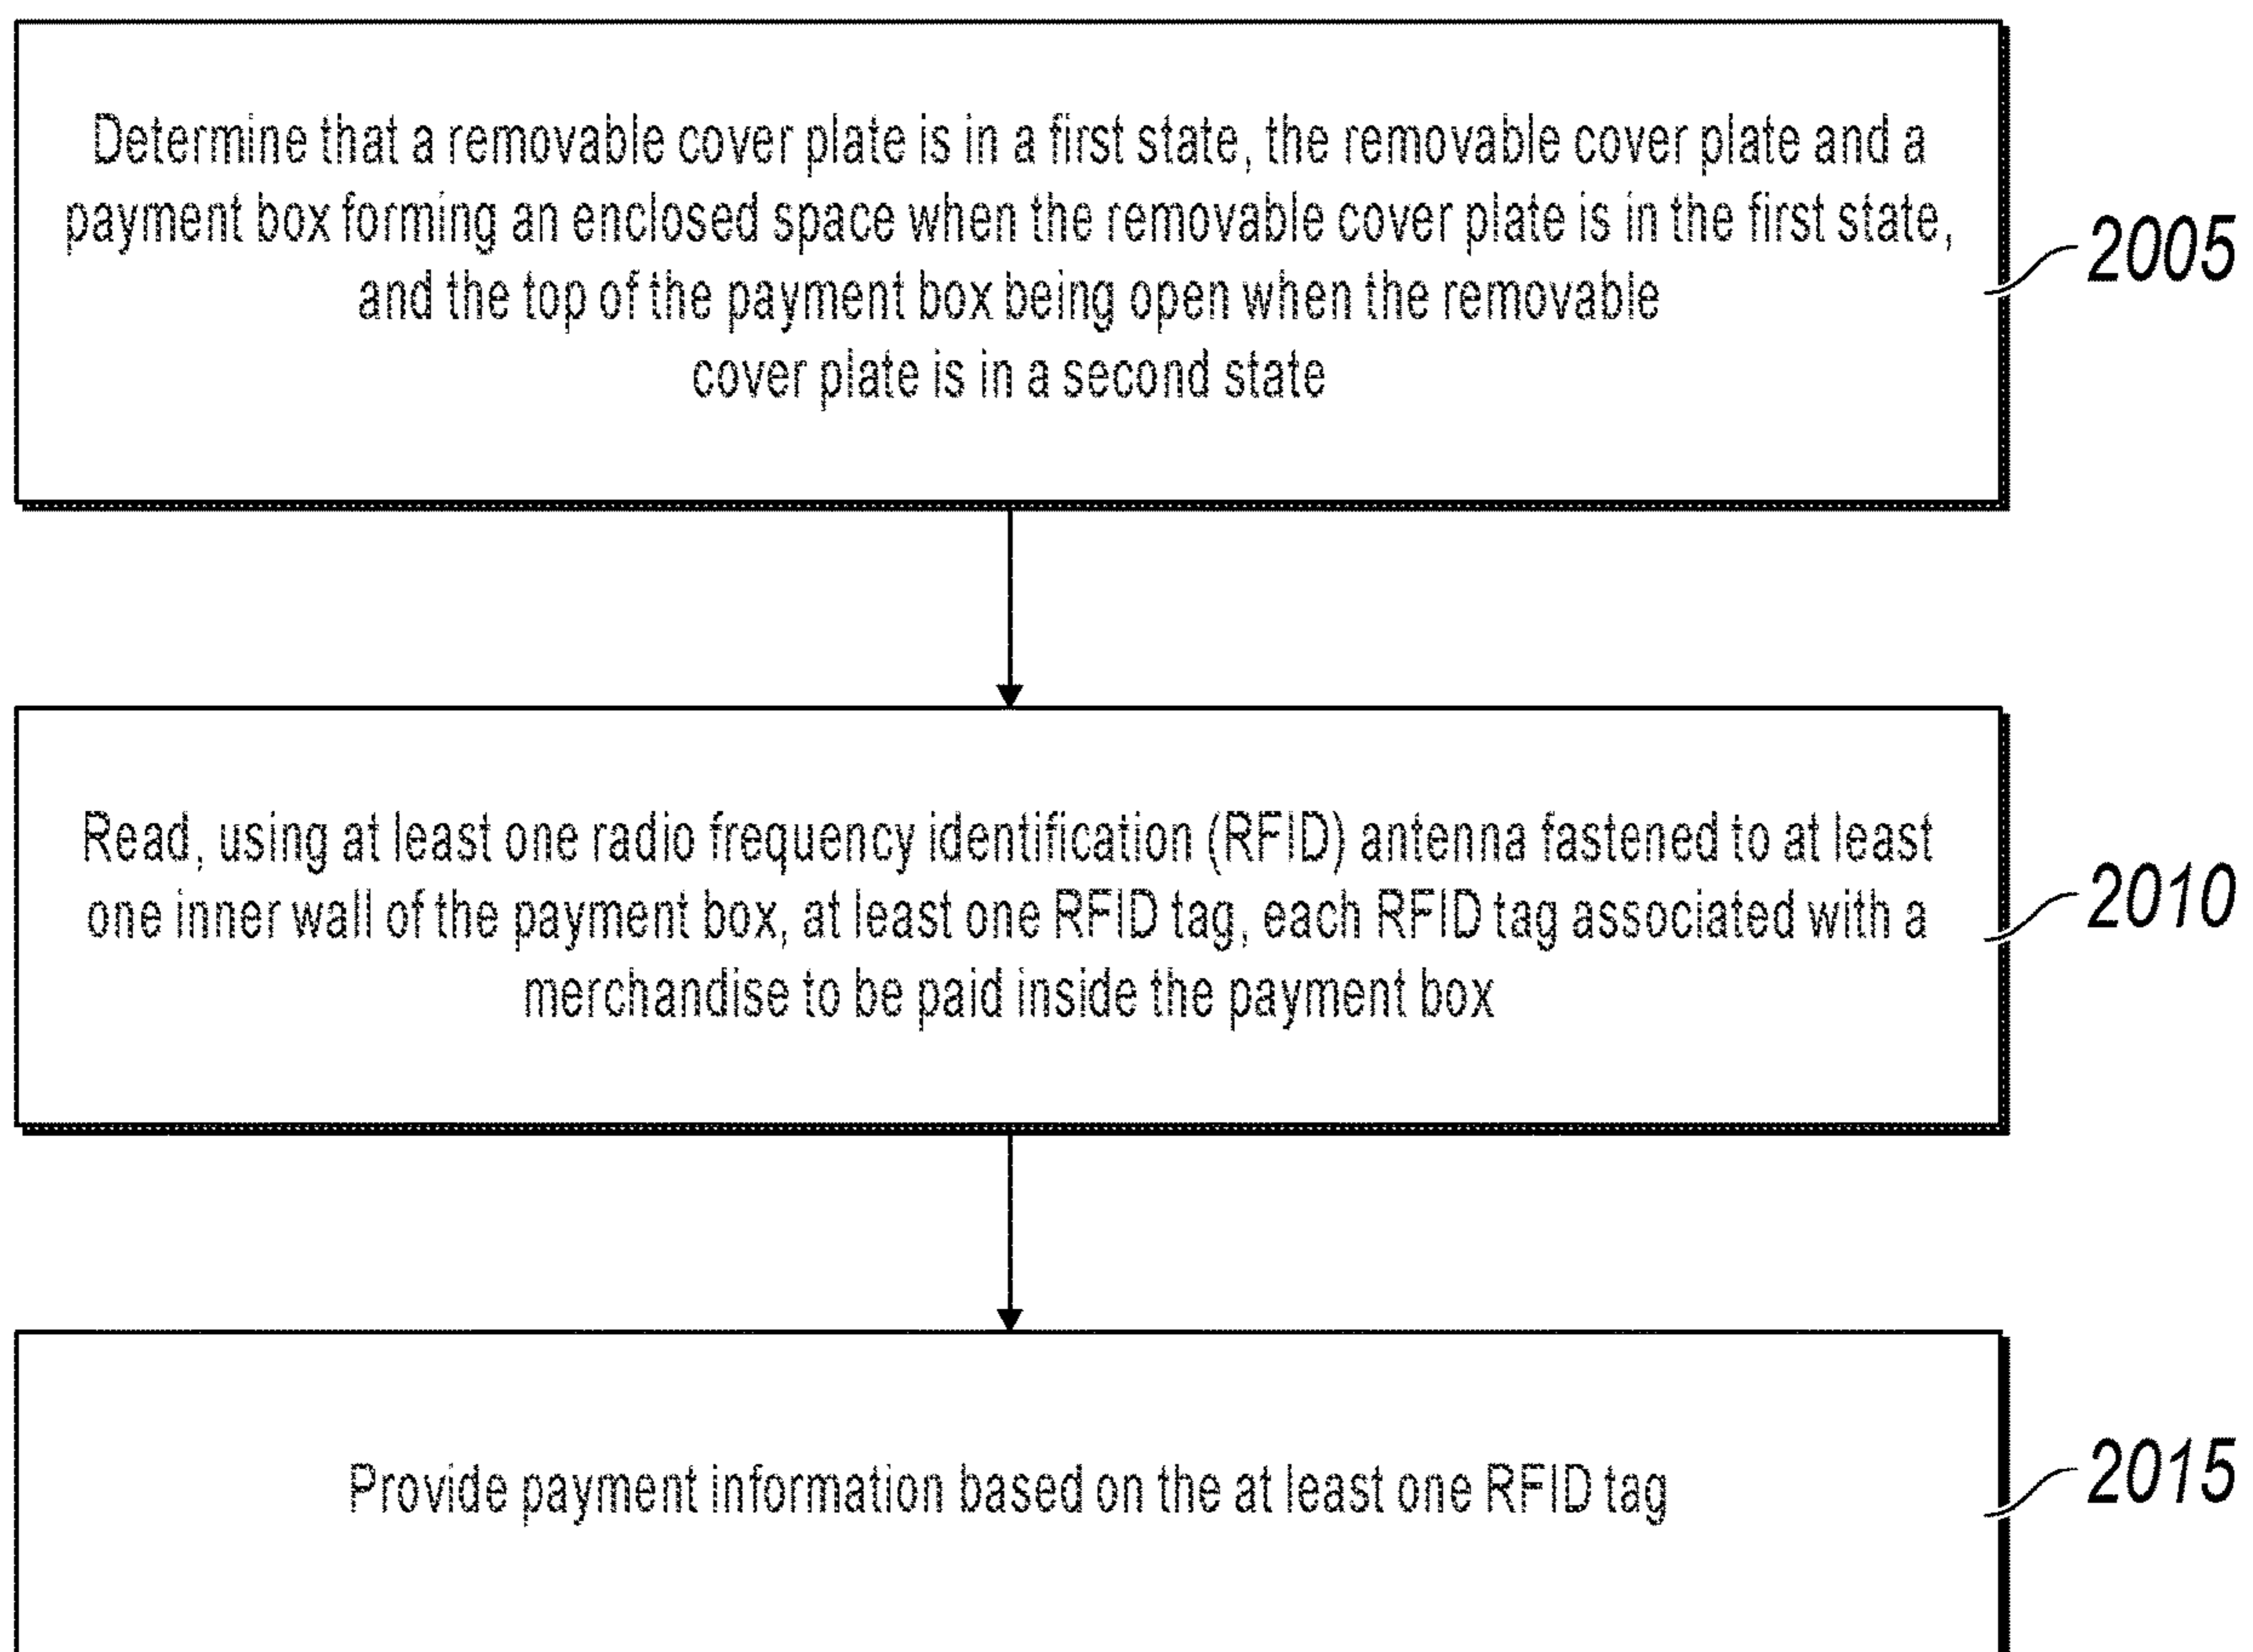 Determine that a removable cover plate is in a first state, the removable cover plate and a
payment box forming an enclosed space when the removable cover plate is in the first state,
and the top of the payment box being open when the removable
cover plate is in a second state
2005
Read, using at least one radio frequency identification (RFID) antenna fastened to at least
one inner wall of the payment box, at least one RFID tag, each RFID tag associated with a
merchandise to be paid inside the payment box
2010
Provide payment information based on the at least one RFID tag
2015